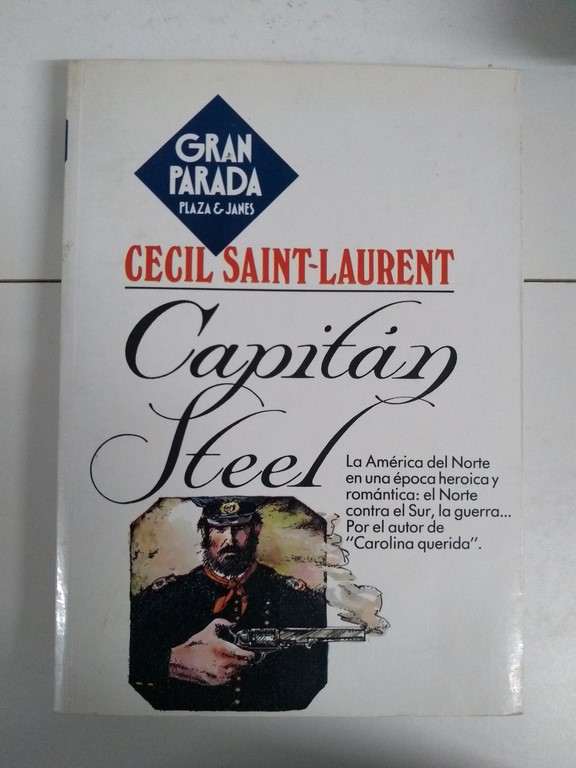 GRAN
PARADA
PLAZA & JANES
CECIL SAINT-LAURENT
Capitán
Steel
La América del Norte
en una época heroica y
romántica: el Norte
contra el Sur, la guerra...
Por el autor de
"Carolina querida".